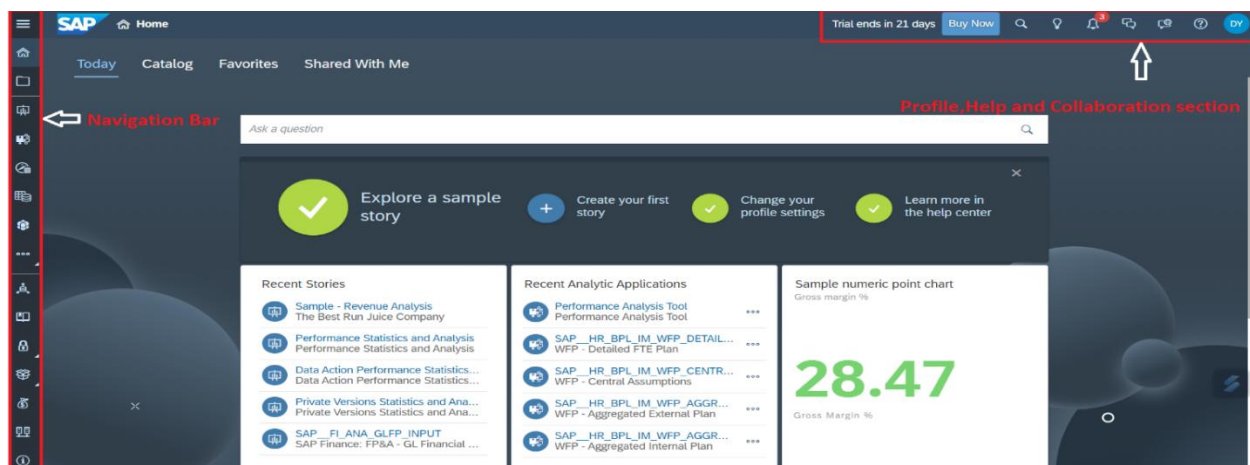 SAP Home
Trial ends in 21 days Buy Now 3 DY
Today Catalog Favorites Shared With Me
Navigation Bar
Profile,Help and Collaboration section
Ask a question
Explore a sample
story
Create your first
story
Change your
profile settings
Learn more in
the help center
Recent Stories
Sample - Revenue Analysis
The Best Run Juice Company
Performance Statistics and Analysis
Performance Statistics and Analysis
Data Action Performance Statistics...
Data Action Performance Statistics...
Private Versions Statistics and Ana...
Private Versions Statistics and Ana...
SAP__FI_ANA_GLFP_INPUT
SAP Finance: FP&A - GL Financial ...
Recent Analytic Applications
Performance Analysis Tool
Performance Analysis Tool
SAP__HR_BPL_IM_WFP_DETAIL...
WFP - Detailed FTE Plan
SAP__HR_BPL_IM_WFP_CENTR...
WFP - Central Assumptions
SAP__HR_BPL_IM_WFP_AGGR...
WFP - Aggregated External Plan
SAP__HR_BPL_IM_WFP_AGGR...
WFP - Aggregated Internal Plan
Sample numeric point chart
Gross margin %
28.47
Gross Margin %